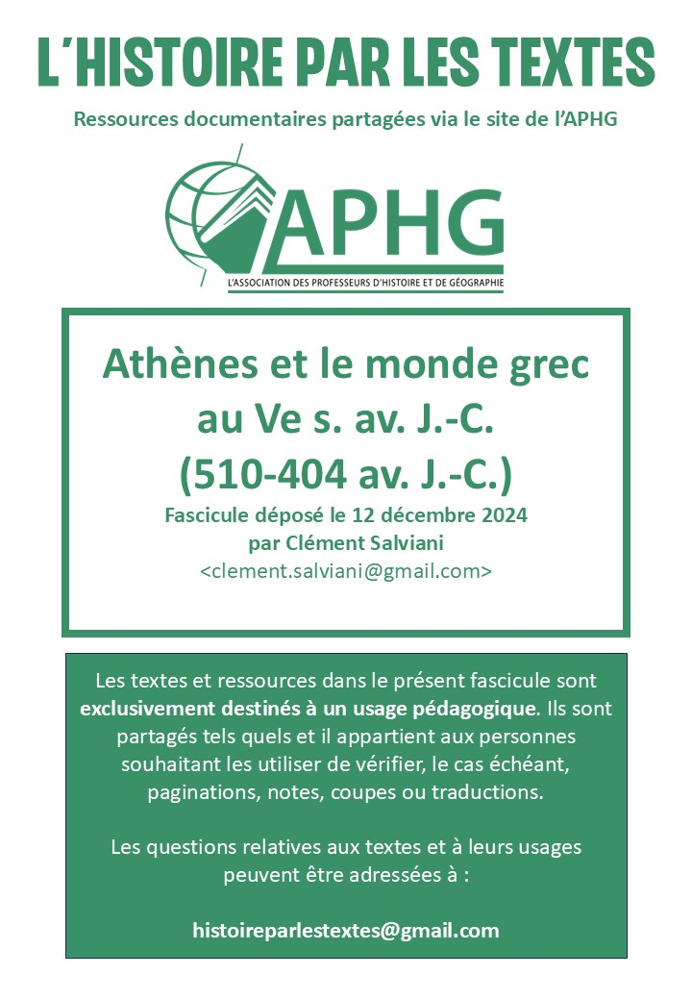 L'HISTOIRE PAR LES TEXTES
Ressources documentaires partagées via le site de l’APHG
APHG
L'ASSOCIATION DES PROFESSEURS D'HISTOIRE ET DE GÉOGRAPHIE
Athènes et le monde grec
au Ve s. av. J.-C.
(510-404 av. J.-C.)
Fascicule déposé le 12 décembre 2024
par Clément Salviani
<clement.salviani@gmail.com>
Les textes et ressources dans le présent fascicule sont
exclusivement destinés à un usage pédagogique. Ils sont
partagés tels quels et il appartient aux personnes
souhaitant les utiliser de vérifier, le cas échéant,
paginations, notes, coupes ou traductions.
Les questions relatives aux textes et à leurs usages
peuvent être adressées à :
histoireparlestextes@gmail.com